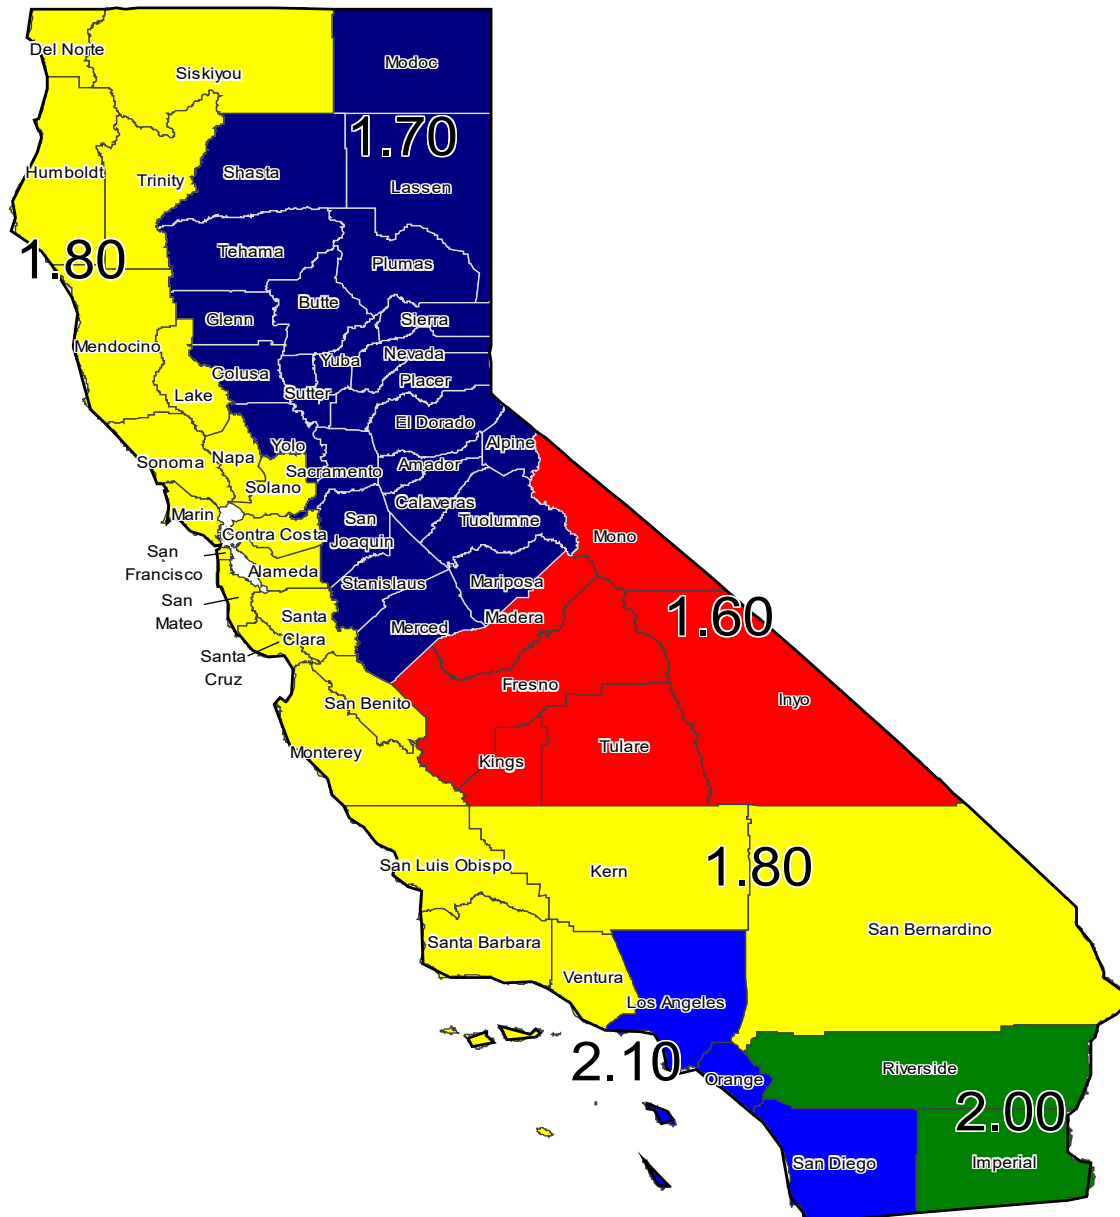 Del Norte
Siskiyou
Modoc
1.70
Humboldt
Trinity
Shasta
Lassen
1.80
Tehama
Plumas
Butte
Glenn
Sierra
Mendocino
Yuba
Nevada
Colusa
Placer
Lake
Sutter
El Dorado
Yolo
Alpine
Sonoma
Napa
Sacramento
Amador
Solano
Calaveras
Marin
San
Joaquin
Tuolumne
Contra Costa
Mono
San
Francisco
Alameda
Stanislaus
Mariposa
San
Mateo
Santa
Clara
Merced
Madera
1.60
Santa
Cruz
Fresno
San Benito
Inyo
Monterey
Kings
Tulare
San Luis Obispo
Kern
1.80
Santa Barbara
San Bernardino
Ventura
Los Angeles
2.10
Orange
Riverside
2.00
San Diego
Imperial